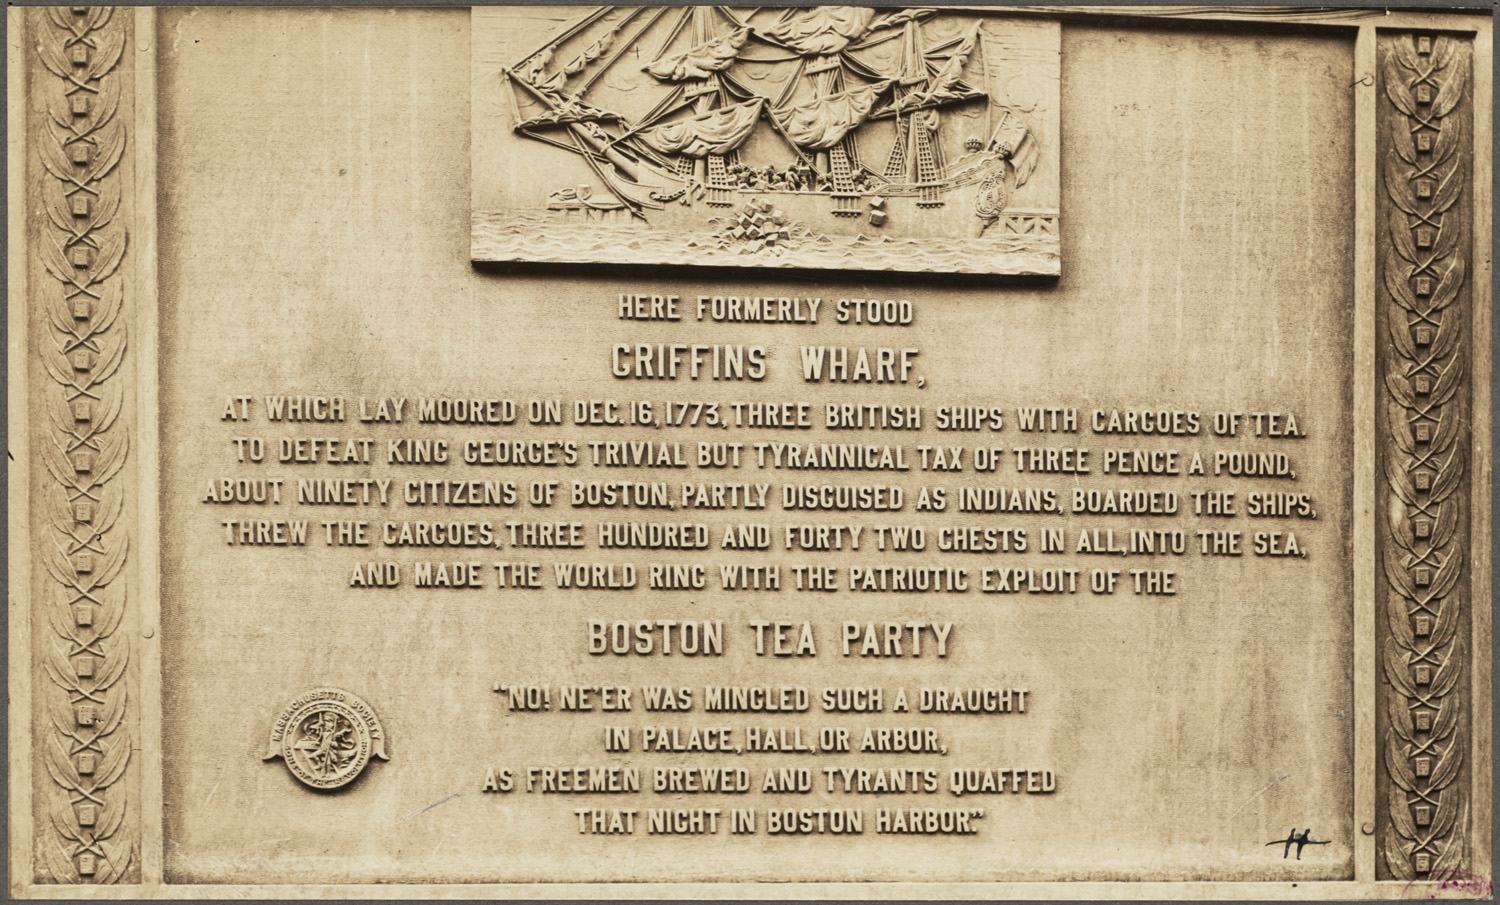 HERE FORMERLY STOOD
GRIFFINS WHARF,
AT WHICH LAY MOORED ON DEC. 16, 1773, THREE BRITISH SHIPS WITH CARGOES OF TEA.
TO DEFEAT KING GEORGE'S TRIVIAL BUT TYRANNICAL TAX OF THREE PENCE A POUND,
ABOUT NINETY CITIZENS OF BOSTON, PARTLY DISGUISED AS INDIANS, BOARDED THE SHIPS,
THREW THE CARGOES, THREE HUNDRED AND FORTY TWO CHESTS IN ALL, INTO THE SEA,
AND MADE THE WORLD RING WITH THE PATRIOTIC EXPLOIT OF THE
BOSTON TEA PARTY
"NO! NE'ER WAS MINGLED SUCH A DRAUGHT
IN PALACE, HALL, OR ARBOR,
AS FREEMEN BREWED AND TYRANTS QUAFFED
THAT NIGHT IN BOSTON HARBOR."
MASSACHUSETTS SOCIETY
H